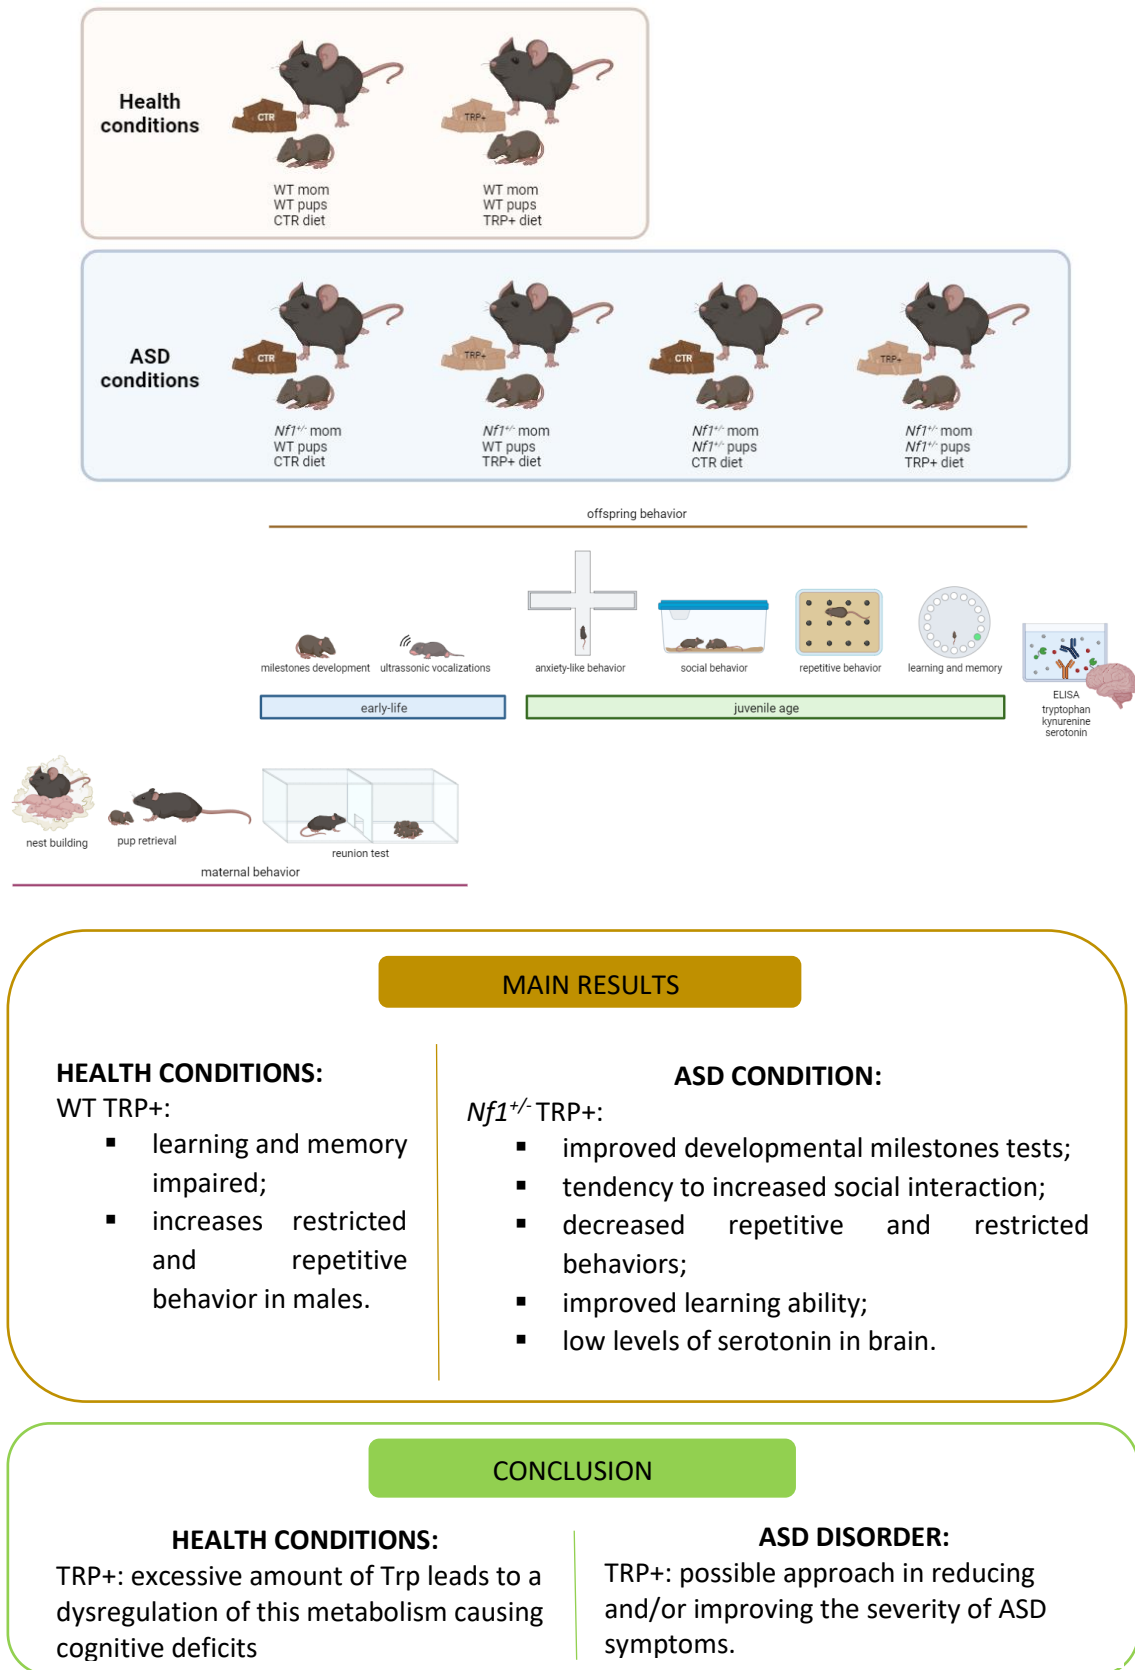 Health
conditions
CTR
TRP+
WT mom
WT pups
CTR diet
WT mom
WT pups
TRP+ diet
ASD
conditions
CTR
TRP+
CTR
TRP+
Nf1+/- mom
WT pups
CTR diet
Nf1+/- mom
WT pups
TRP+ diet
Nf1+/- mom
Nf1+/- pups
CTR diet
Nf1+/- mom
Nf1+/- pups
TRP+ diet
offspring behavior
milestones development
ultrassonic vocalizations
anxiety-like behavior
social behavior
repetitive behavior
learning and memory
early-life
juvenile age
ELISA
tryptophan
kynurenine
serotonin
nest building
pup retrieval
reunion test
maternal behavior
MAIN RESULTS
HEALTH CONDITIONS:
WT TRP+:
▪ learning and memory
impaired;
▪ increases restricted
and repetitive
behavior in males.
ASD CONDITION:
Nf1+/- TRP+:
▪ improved developmental milestones tests;
▪ tendency to increased social interaction;
▪ decreased repetitive and restricted
behaviors;
▪ improved learning ability;
▪ low levels of serotonin in brain.
CONCLUSION
HEALTH CONDITIONS:
TRP+: excessive amount of Trp leads to a
dysregulation of this metabolism causing
cognitive deficits
ASD DISORDER:
TRP+: possible approach in reducing
and/or improving the severity of ASD
symptoms.